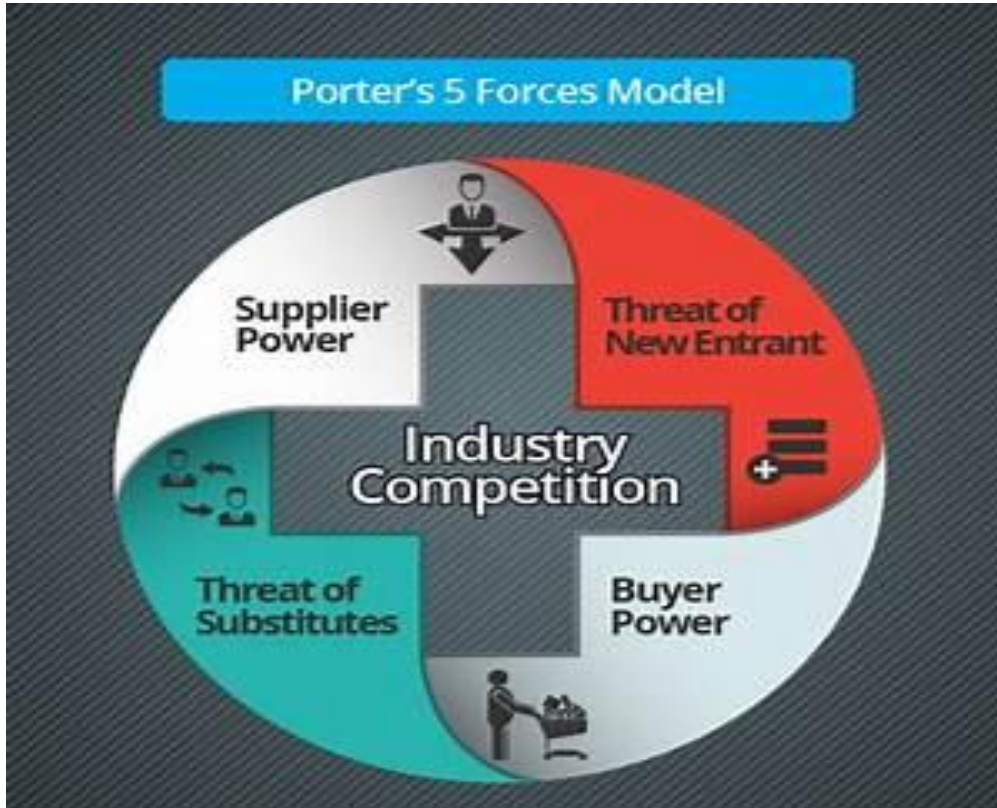 Porter's 5 Forces Model
Supplier
Power
Threat of
New Entrant
Industry
Competition
Threat of
Substitutes
Buyer
Power